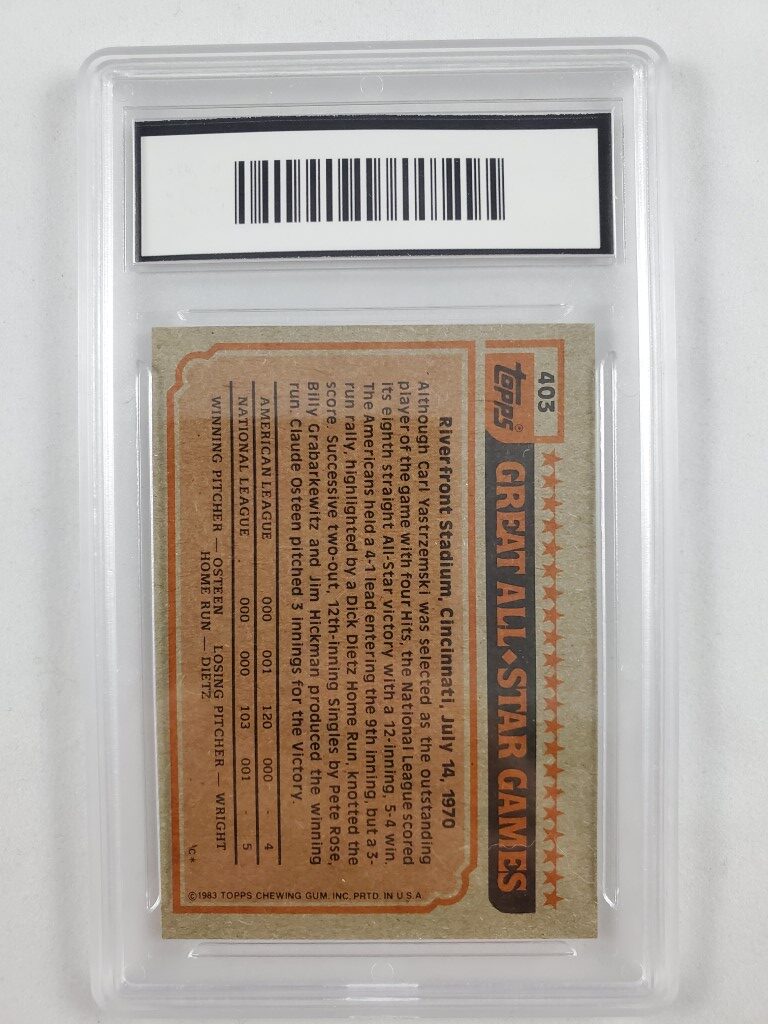 403
Topps®
GREAT ALL★STAR GAMES
Riverfront Stadium, Cincinnati, July 14, 1970
Although Carl Yastrzemski was selected as the outstanding
player of the game with four Hits, the National League scored
its eighth straight All-Star victory with a 12-inning, 5-4 win.
The Americans held a 4-1 lead entering the 9th inning, but a 3-
run rally, highlighted by a Dick Dietz Home Run, knotted the
score. Successive two-out, 12th-inning Singles by Pete Rose,
Billy Grabarkewitz and Jim Hickman produced the winning
run. Claude Osteen pitched 3 innings for the Victory.
AMERICAN LEAGUE 000 001 120 000 - 4
NATIONAL LEAGUE 000 000 103 001 - 5
WINNING PITCHER — OSTEEN LOSING PITCHER — WRIGHT
HOME RUN — DIETZ
C*
©1983 TOPPS CHEWING GUM, INC. PRTD. IN U.S.A.